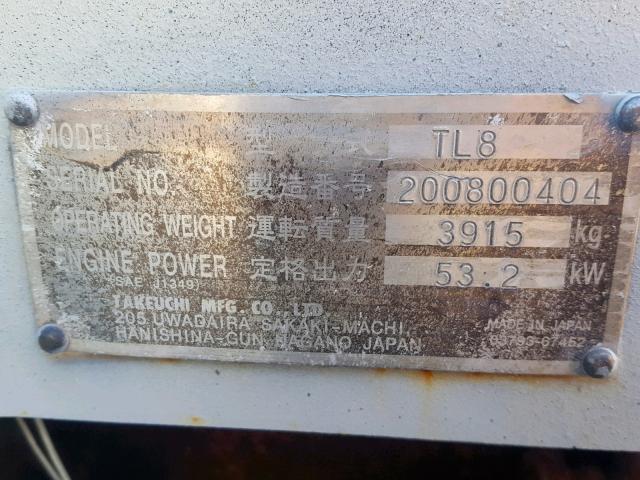 MODEL 型 式 TL8
SERIAL NO. 製造番号 200800404
OPERATING WEIGHT 運転質量 3915 kg
ENGINE POWER 定格出力 53.2 kW
(SAE J1349)
TAKEUCHI MFG. CO., LTD
205 UWADAIRA SAKAKI-MACHI,
HANISHINA-GUN NAGANO JAPAN
MADE IN JAPAN
03793-07452